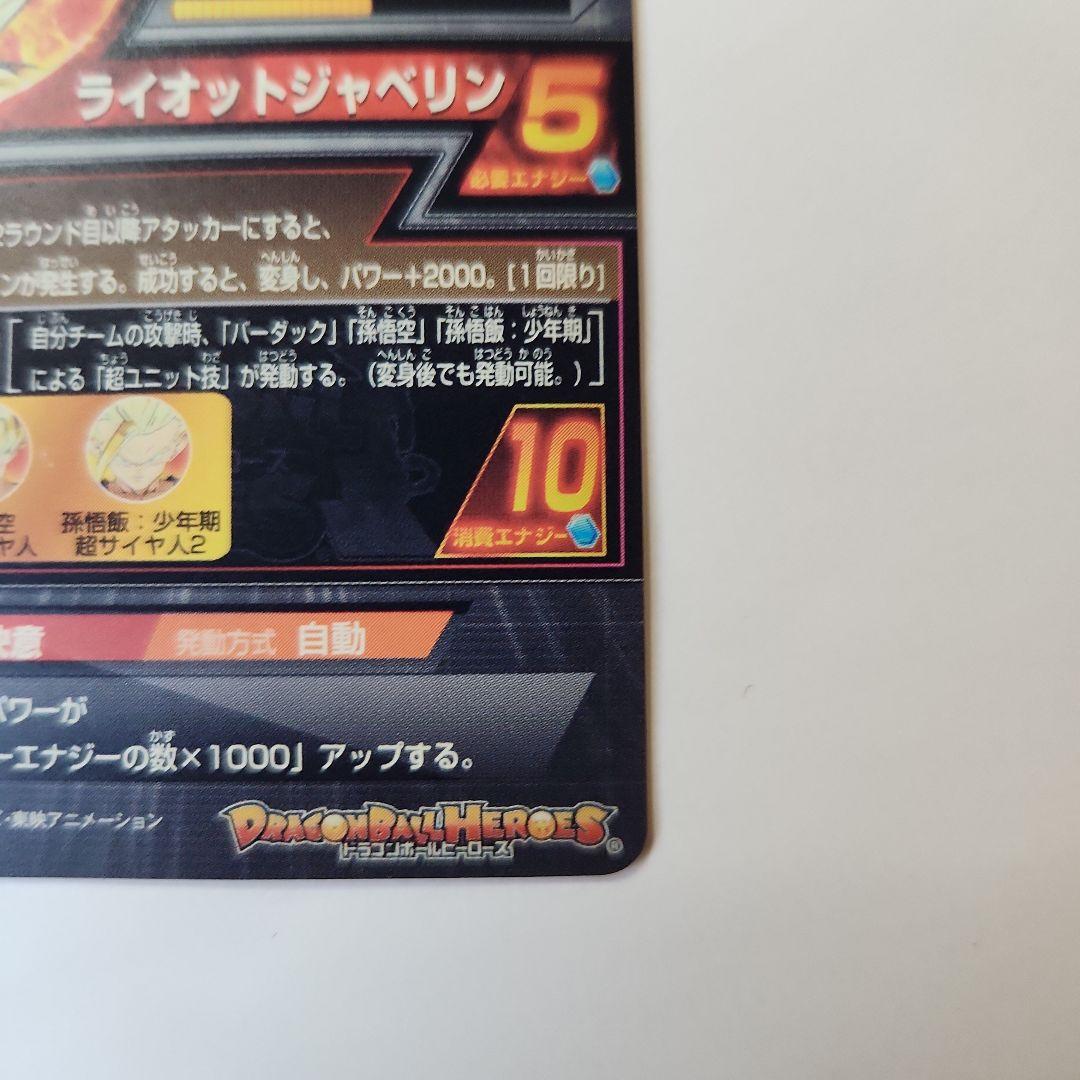 ライオットジャベリン
5
必要エナジー
2ラウンド目以降アタッカーにすると、
ンが発生する。成功すると、変身し、パワー+2000。[1回限り]
自分チームの攻撃時、「バーダック」「孫悟空」「孫悟飯：少年期」
による「超ユニット技」が発動する。（変身後でも発動可能。）
10
消費エナジー
空
ヤ人
孫悟飯：少年期
超サイヤ人2
決意
発動方式 自動
パワーが
ーエナジーの数×1000」アップする。
・東映アニメーション
DRAGONBALL HEROES
ドラゴンボールヒーローズ
®